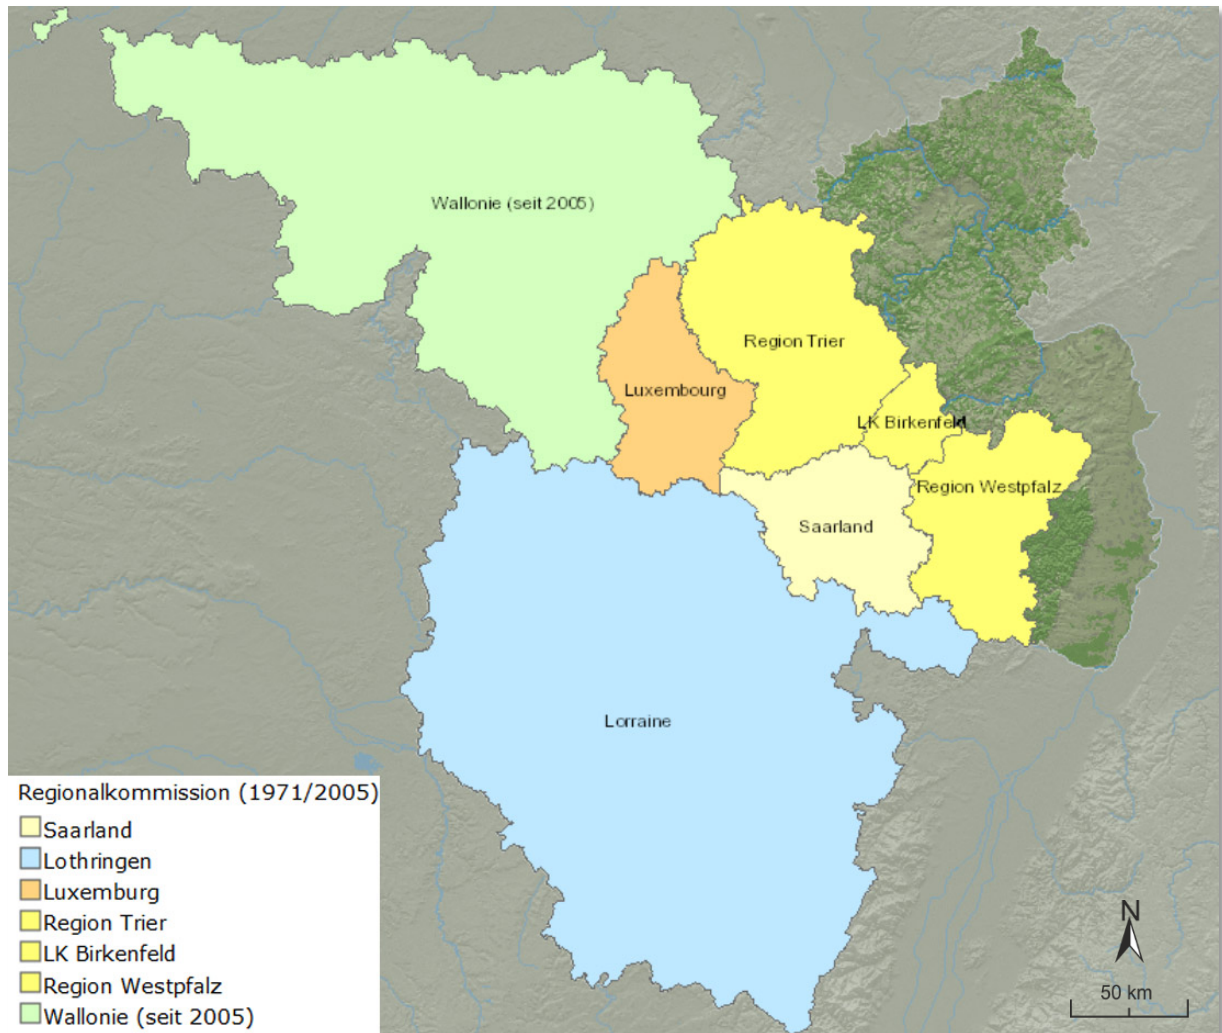 Wallonie (seit 2005)
Region Trier
Luxembourg
LK Birkenfeld
Region Westpfalz
Saarland
Lorraine
Regionalkommission (1971/2005)
Saarland
Lothringen
Luxemburg
Region Trier
LK Birkenfeld
Region Westpfalz
Wallonie (seit 2005)
N
50 km